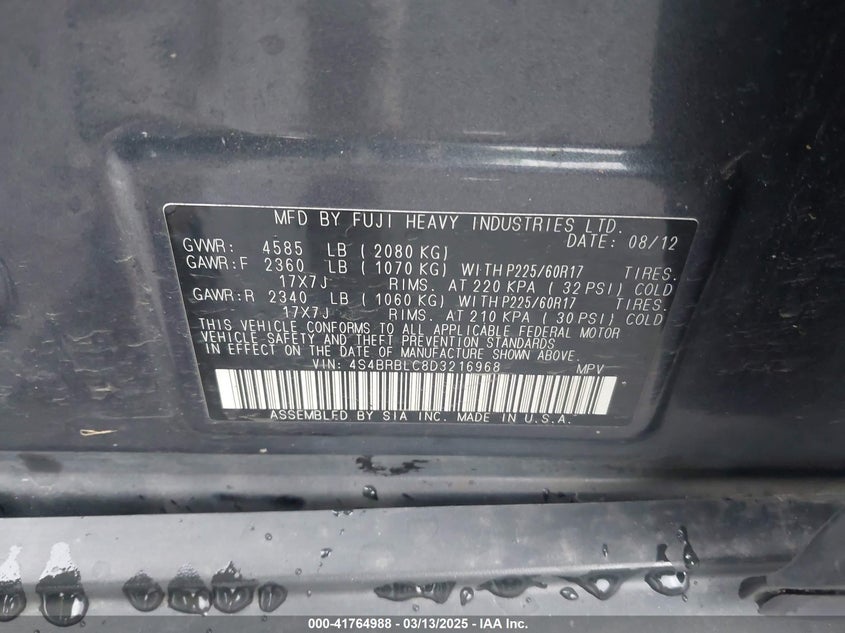 MFD BY FUJI HEAVY INDUSTRIES LTD.
DATE: 08/12
GVWR: 4585 LB ( 2080 KG)
GAWR:F 2360 LB ( 1070 KG) WITH P225/60R17 TIRES.
17X7J RIMS. AT 220 KPA ( 32 PSI) COLD
GAWR:R 2340 LB ( 1060 KG) WITH P225/60R17 TIRES.
17X7J RIMS. AT 210 KPA ( 30 PSI) COLD
THIS VEHICLE CONFORMS TO ALL APPLICABLE FEDERAL MOTOR
VEHICLE SAFETY AND THEFT PREVENTION STANDARDS
IN EFFECT ON THE DATE OF MANUFACTURE SHOWN ABOVE.
VIN: 4S4BRBLC8D3216968 MPV
ASSEMBLED BY SIA INC. MADE IN U.S.A.
000-41764988 - 03/13/2025 - IAA Inc.